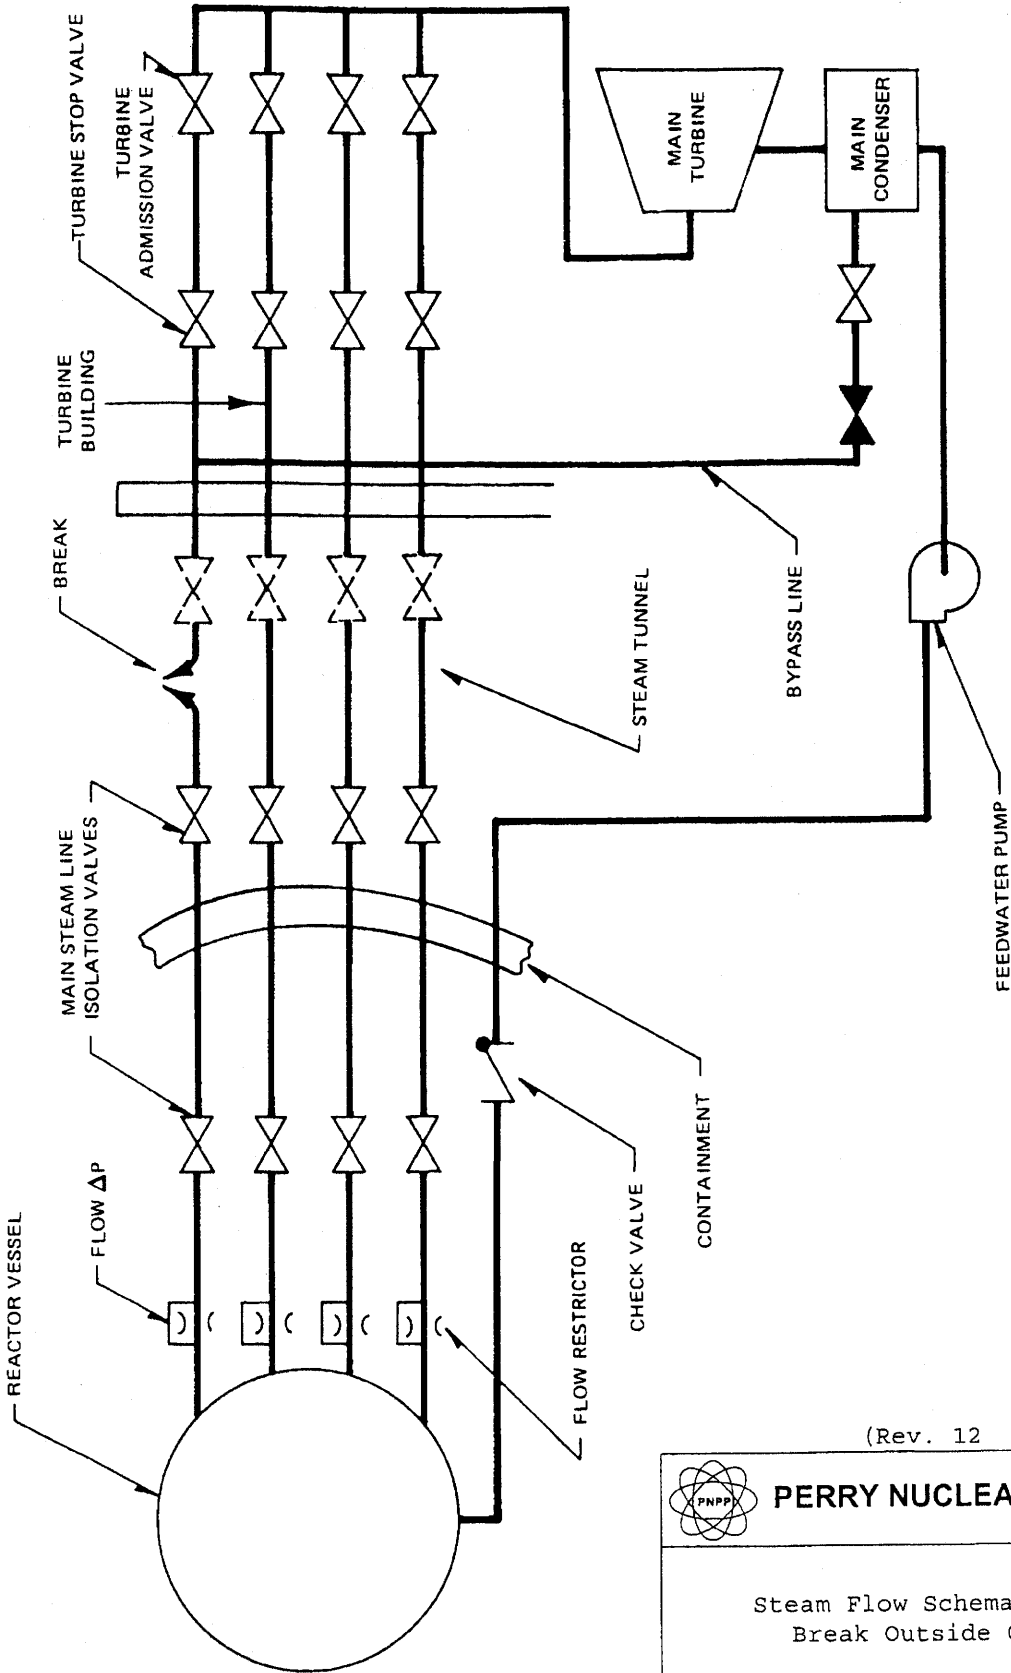 REACTOR VESSEL
FLOW ΔP
MAIN STEAM LINE
ISOLATION VALVES
BREAK
TURBINE
BUILDING
TURBINE STOP VALVE
TURBINE
ADMISSION VALVE
MAIN
TURBINE
MAIN
CONDENSER
FLOW RESTRICTOR
CHECK VALVE
CONTAINMENT
STEAM TUNNEL
BYPASS LINE
FEEDWATER PUMP
(Rev. 12
PNPP
PERRY NUCLEA
Steam Flow Schema
Break Outside